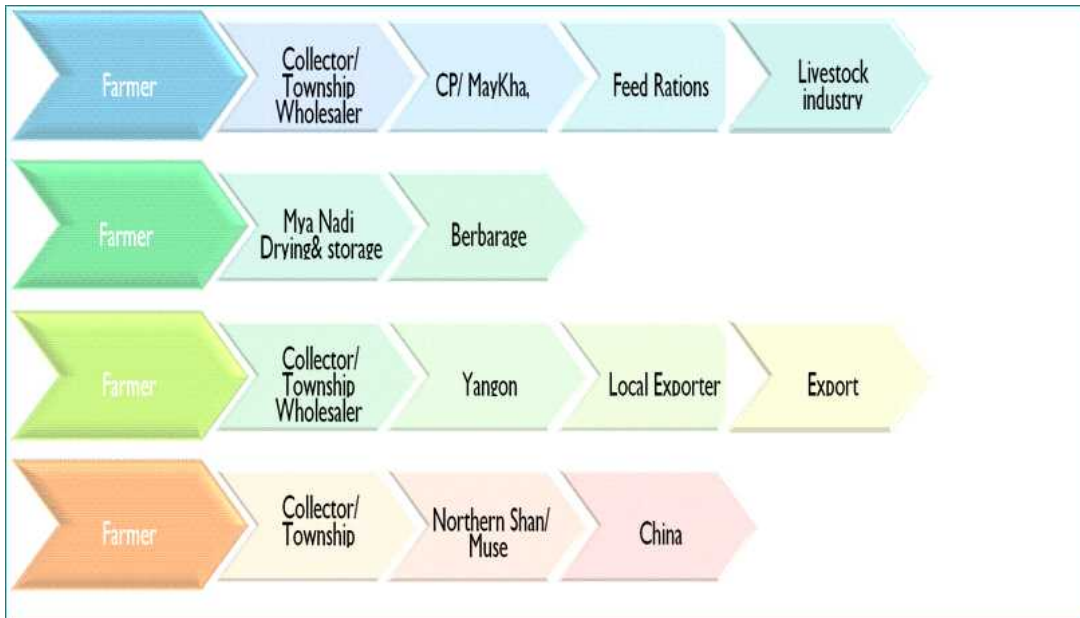 Farmer
Collector/
Township
Wholesaler
CP/ MayKha,
Feed Rations
Livestock
industry
Farmer
Mya Nadi
Drying& storage
Berbarage
Farmer
Collector/
Township
Wholesaler
Yangon
Local Exporter
Export
Farmer
Collector/
Township
Northern Shan/
Muse
China